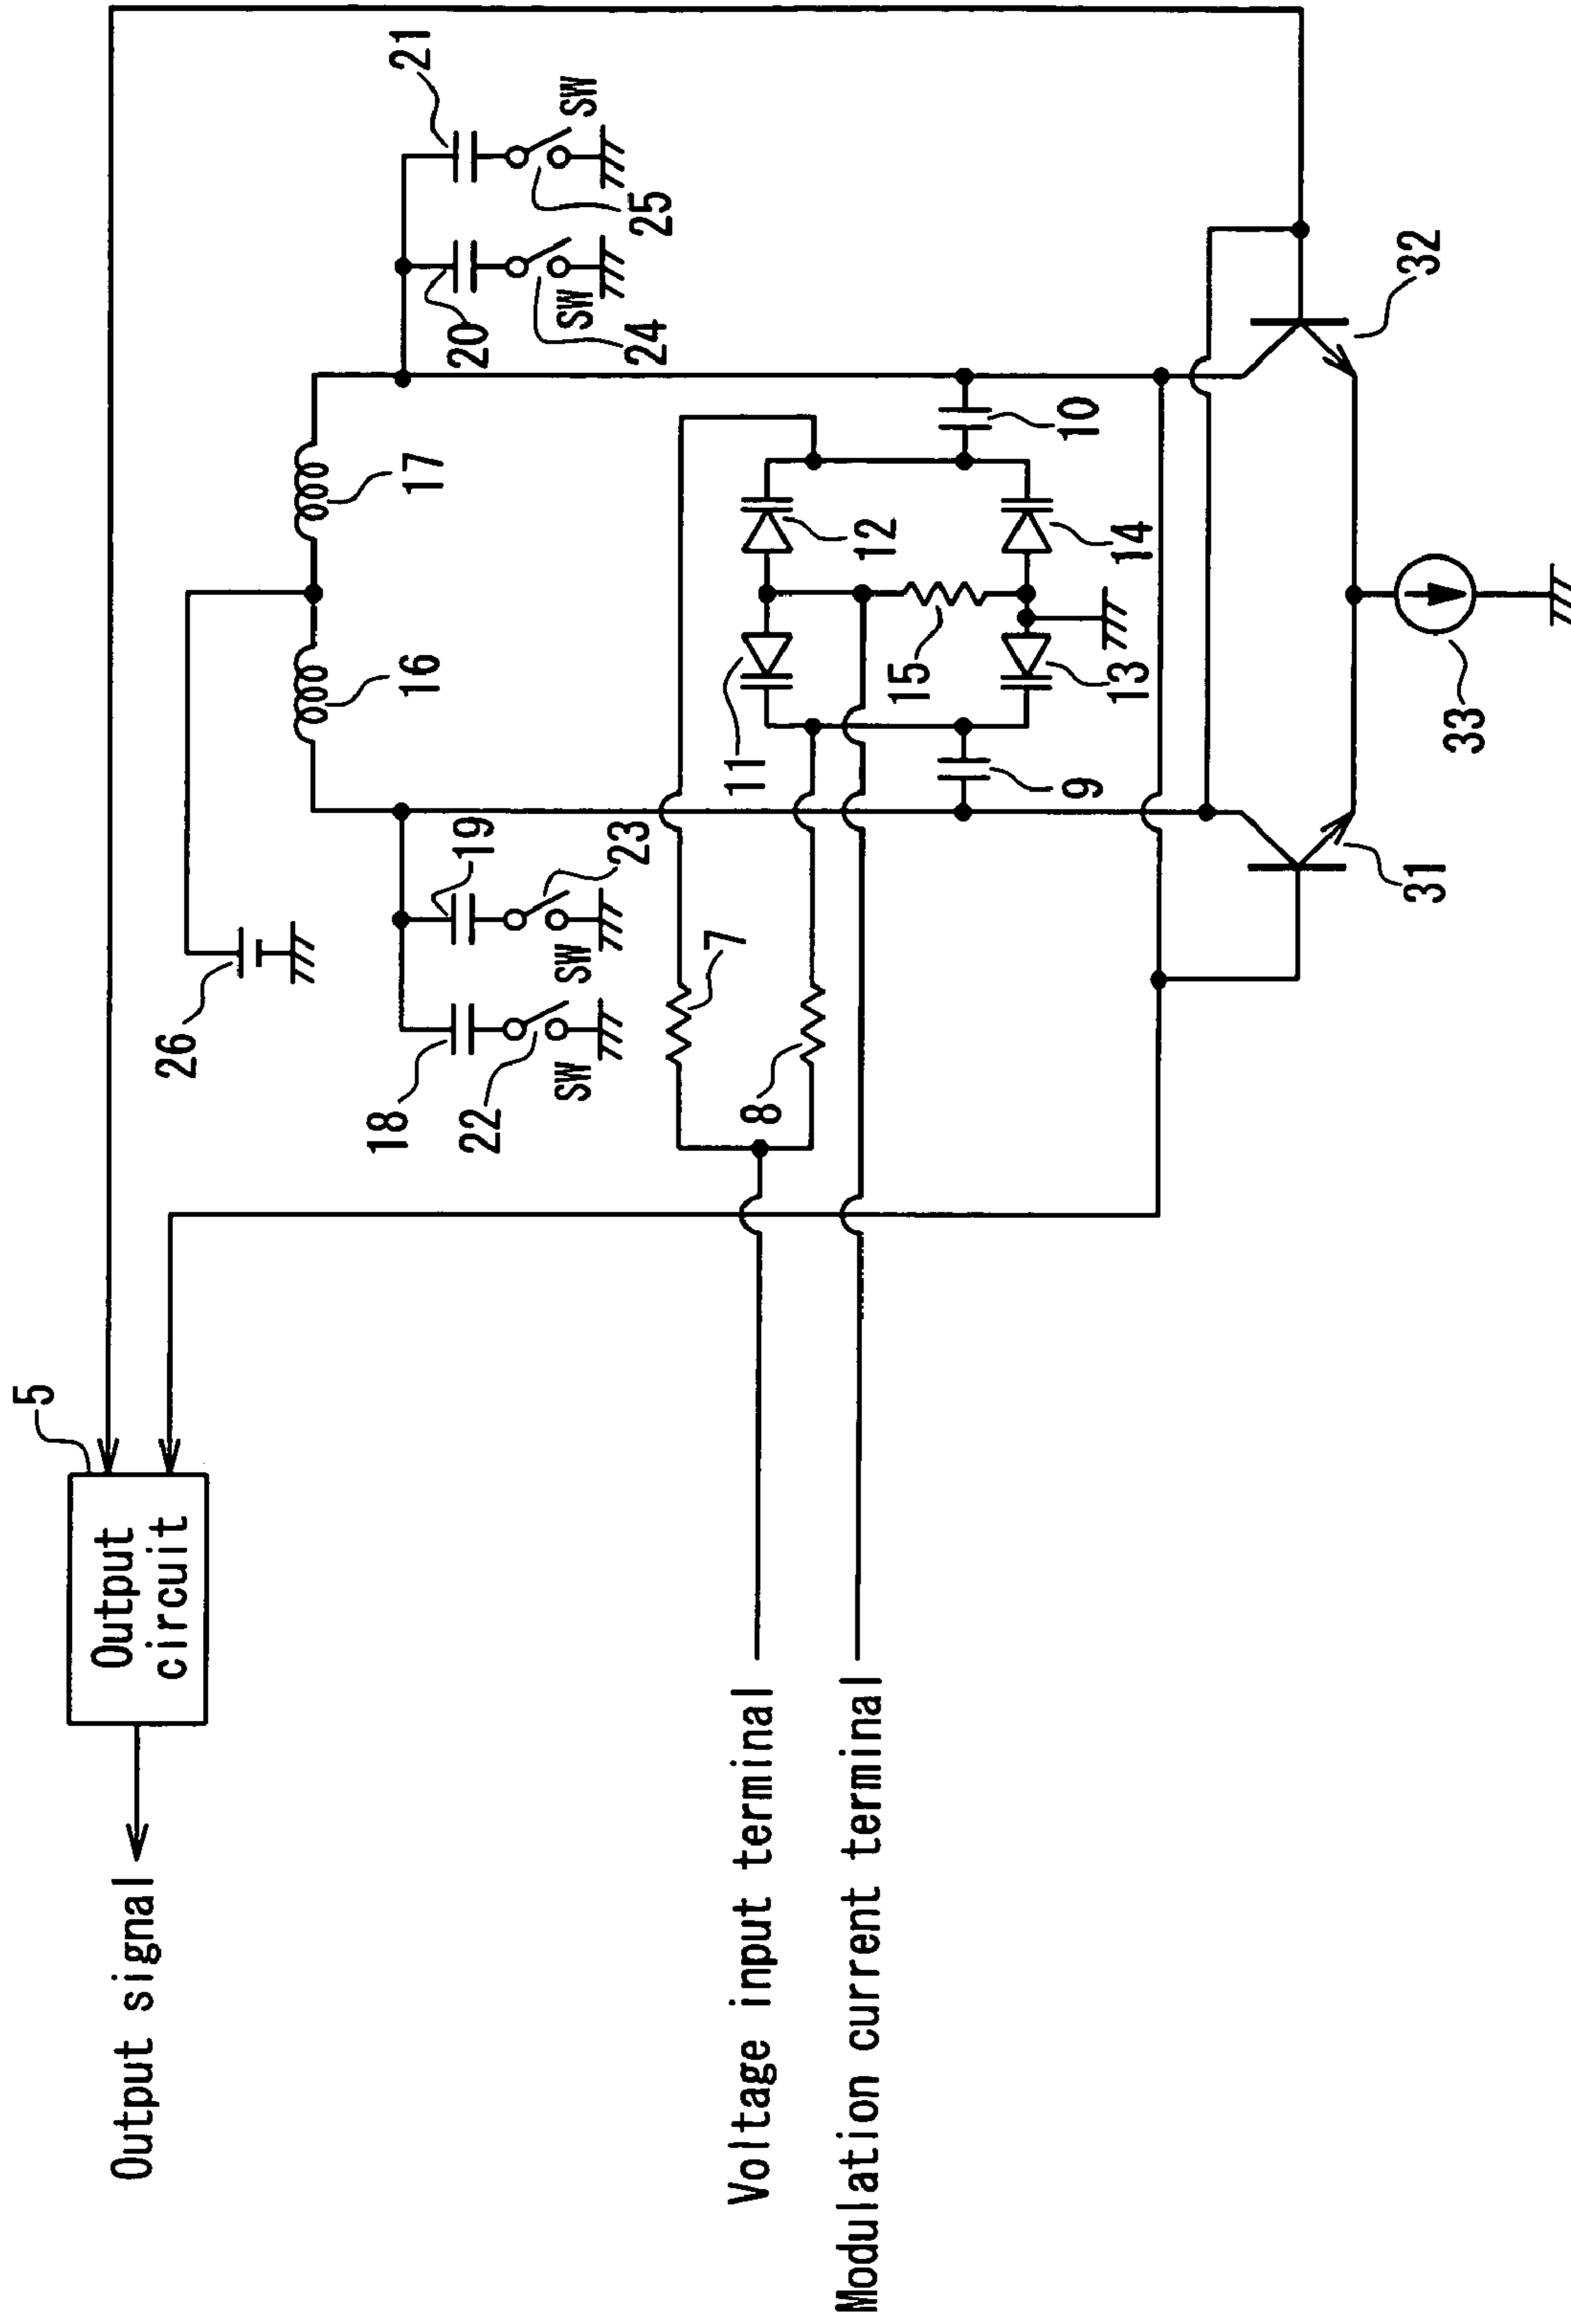 5
Output
circuit
Output signal
26
16
17
18
19
20
21
22
SW
SW
23
SW
24
25
SW
7
8
11
12
15
13
14
9
10
Voltage input terminal
Modulation current terminal
31
32
33